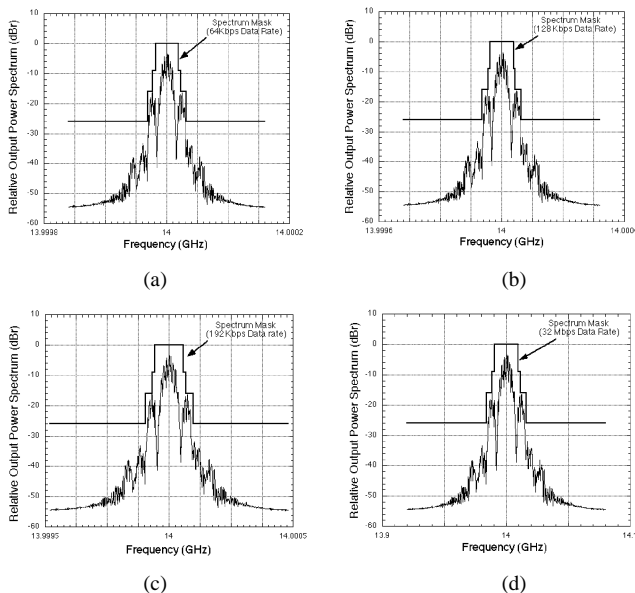 Relative Output Power Spectrum (dBr)
10
0
-10
-20
-30
-40
-50
-60
Spectrum Mask
(64Kbps Data Rate)
13.9998
14
14.0002
Frequency (GHz)
(a)
Relative Output Power Spectrum (dBr)
10
0
-10
-20
-30
-40
-50
-60
Spectrum Mask
(128 Kbps Data Rate)
13.9996
14
14.0004
Frequency (GHz)
(b)
Relative Output Power Spectrum (dBr)
10
0
-10
-20
-30
-40
-50
-60
Spectrum Mask
(192 Kbps Data rate)
13.9995
14
14.0005
Frequency (GHz)
(c)
Relative Output Power Spectrum (dBr)
10
0
-10
-20
-30
-40
-50
-60
Spectrum Mask
(32 Mbps Data Rate)
13.9
14
Frequency (GHz)
(d)